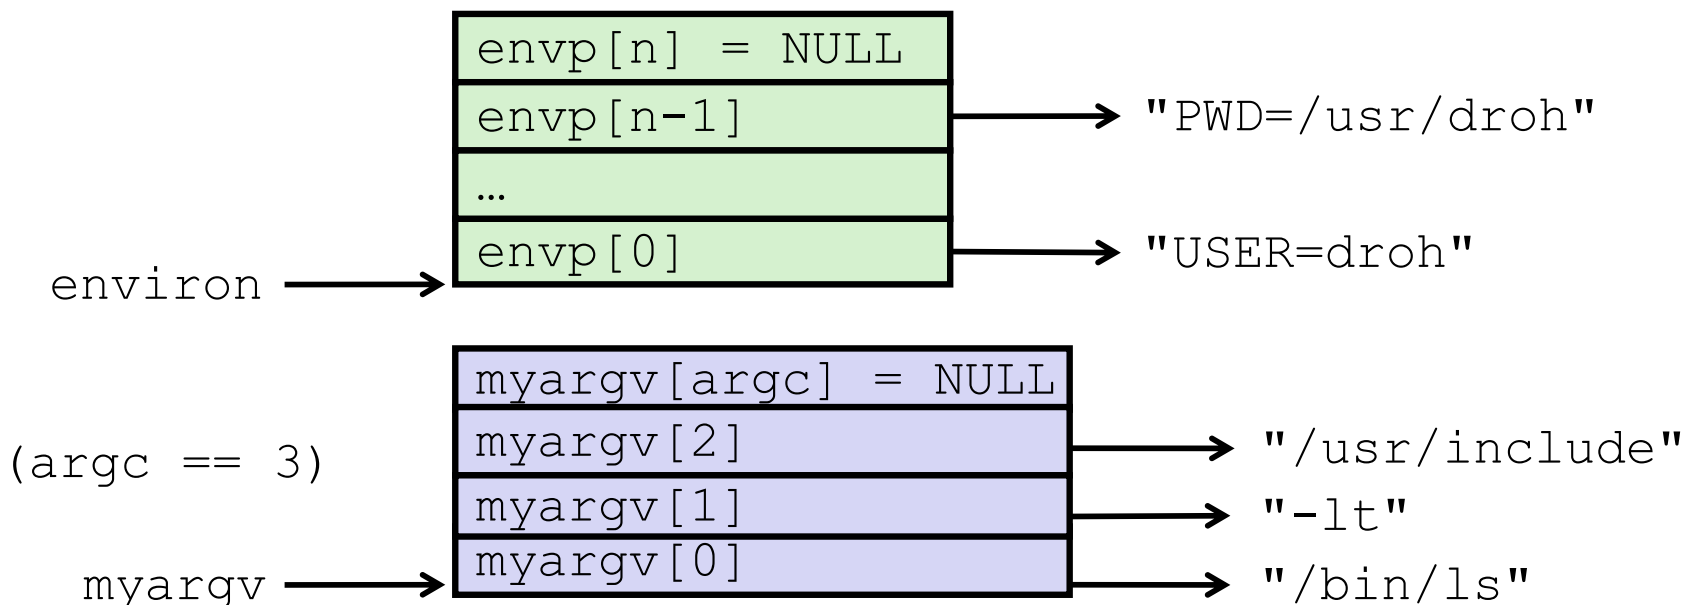 envp[n] = NULL
envp[n-1] "PWD=/usr/droh"
…
envp[0] "USER=droh"
environ
myargv[argc] = NULL
myargv[2] "/usr/include"
(argc == 3)
myargv[1] "-lt"
myargv[0] "/bin/ls"
myargv